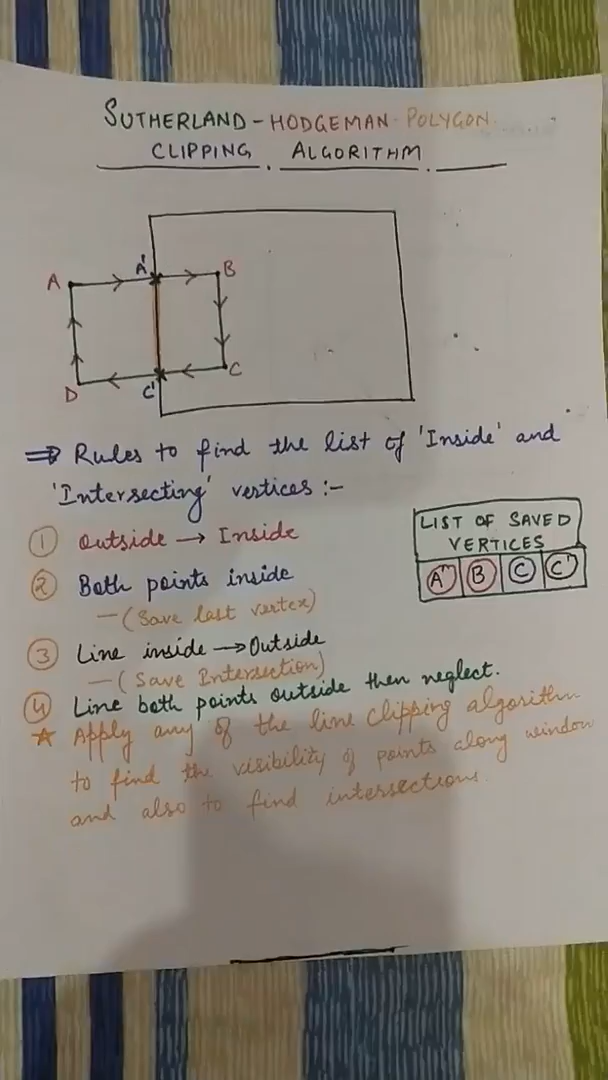 SUTHERLAND-HODGEMAN-POLYGON
CLIPPING ALGORITHM
A A' B
D C' C
⇒ Rules to find the list of 'Inside' and
'Intersecting' vertices :-
① Outside → Inside
② Both points inside
- (Save last vertex)
③ Line inside → Outside
- (Save Intersection)
④ Line both points outside then neglect.
☆ Apply any of the line clipping algorithm
to find the visibility of points along window
and also to find intersections.
LIST OF SAVED
VERTICES
A' B C C'